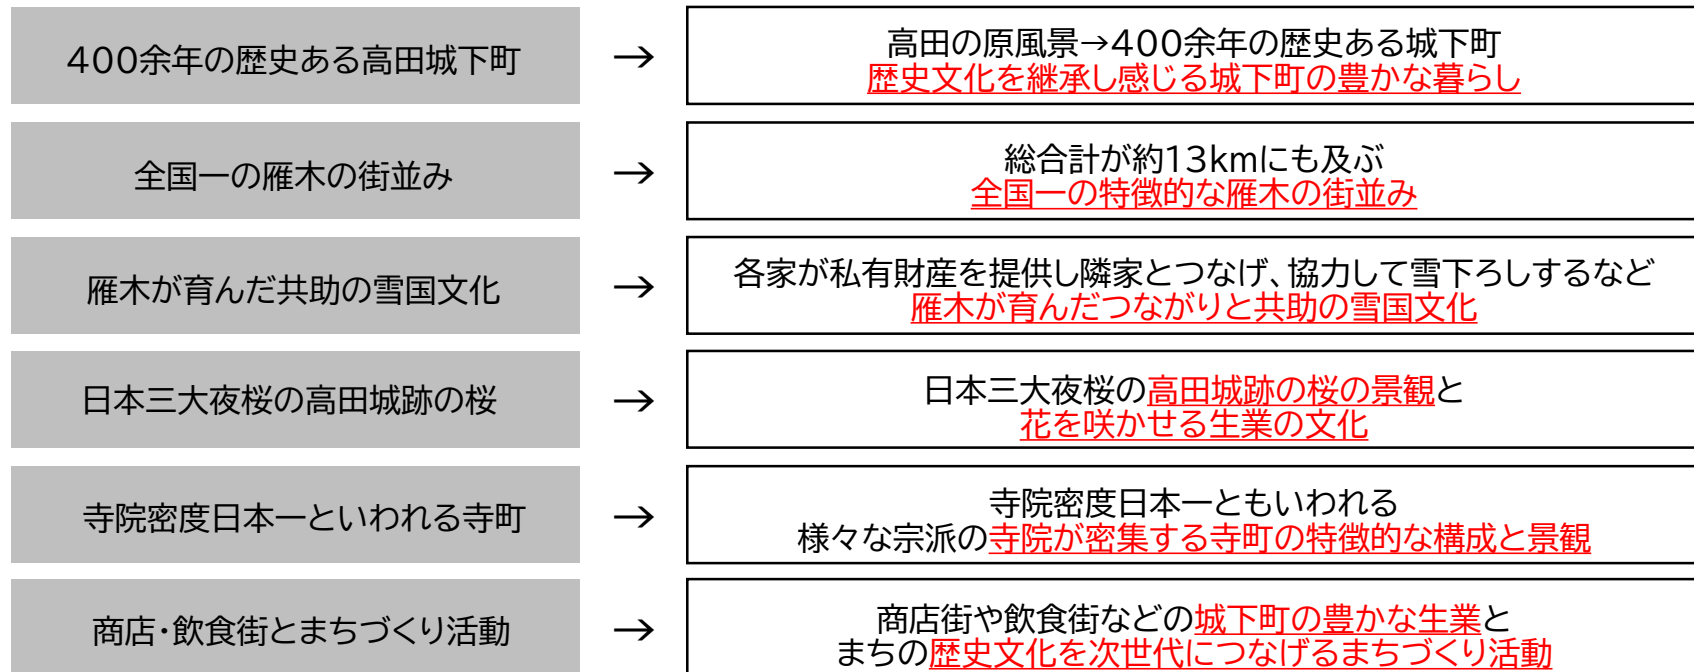 400余年の歴史ある高田城下町
→
高田の原風景→400余年の歴史ある城下町
歴史文化を継承し感じる城下町の豊かな暮らし
全国一の雁木の街並み
→
総合計が約13kmにも及ぶ
全国一の特徴的な雁木の街並み
雁木が育んだ共助の雪国文化
→
各家が私有財産を提供し隣家とつなげ、協力して雪下ろしするなど
雁木が育んだつながりと共助の雪国文化
日本三大夜桜の高田城跡の桜
→
日本三大夜桜の高田城跡の桜の景観と
花を咲かせる生業の文化
寺院密度日本一といわれる寺町
→
寺院密度日本一ともいわれる
様々な宗派の寺院が密集する寺町の特徴的な構成と景観
商店・飲食街とまちづくり活動
→
商店街や飲食街などの城下町の豊かな生業と
まちの歴史文化を次世代につなげるまちづくり活動